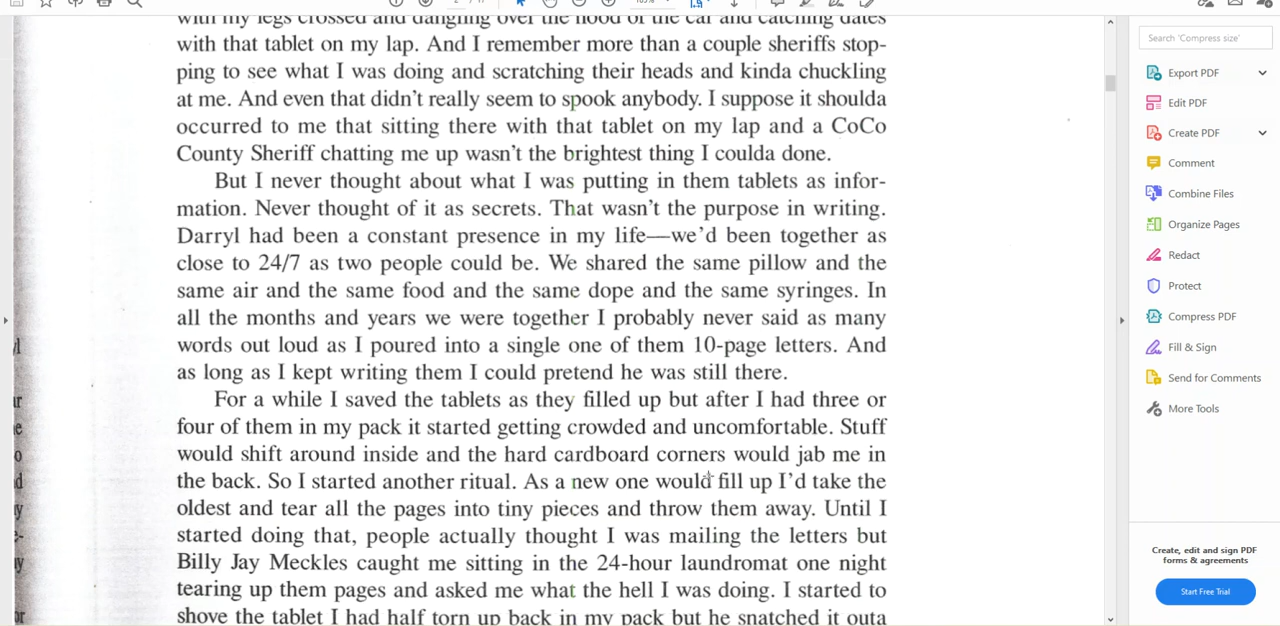 with my legs crossed and dangling over the hood of the car and catching dates
with that tablet on my lap. And I remember more than a couple sheriffs stop-
ping to see what I was doing and scratching their heads and kinda chuckling
at me. And even that didn't really seem to spook anybody. I suppose it shoulda
occurred to me that sitting there with that tablet on my lap and a CoCo
County Sheriff chatting me up wasn't the brightest thing I coulda done.
But I never thought about what I was putting in them tablets as infor-
mation. Never thought of it as secrets. That wasn't the purpose in writing.
Darryl had been a constant presence in my life—we'd been together as
close to 24/7 as two people could be. We shared the same pillow and the
same air and the same food and the same dope and the same syringes. In
all the months and years we were together I probably never said as many
words out loud as I poured into a single one of them 10-page letters. And
as long as I kept writing them I could pretend he was still there.
For a while I saved the tablets as they filled up but after I had three or
four of them in my pack it started getting crowded and uncomfortable. Stuff
would shift around inside and the hard cardboard corners would jab me in
the back. So I started another ritual. As a new one would fill up I'd take the
oldest and tear all the pages into tiny pieces and throw them away. Until I
started doing that, people actually thought I was mailing the letters but
Billy Jay Meckles caught me sitting in the 24-hour laundromat one night
tearing up them pages and asked me what the hell I was doing. I started to
shove the tablet I had half torn up back in my pack but he snatched it outa
Search 'Compress size'
Export PDF
Edit PDF
Create PDF
Comment
Combine Files
Organize Pages
Redact
Protect
Compress PDF
Fill & Sign
Send for Comments
More Tools
Create, edit and sign PDF
forms & agreements
Start Free Trial